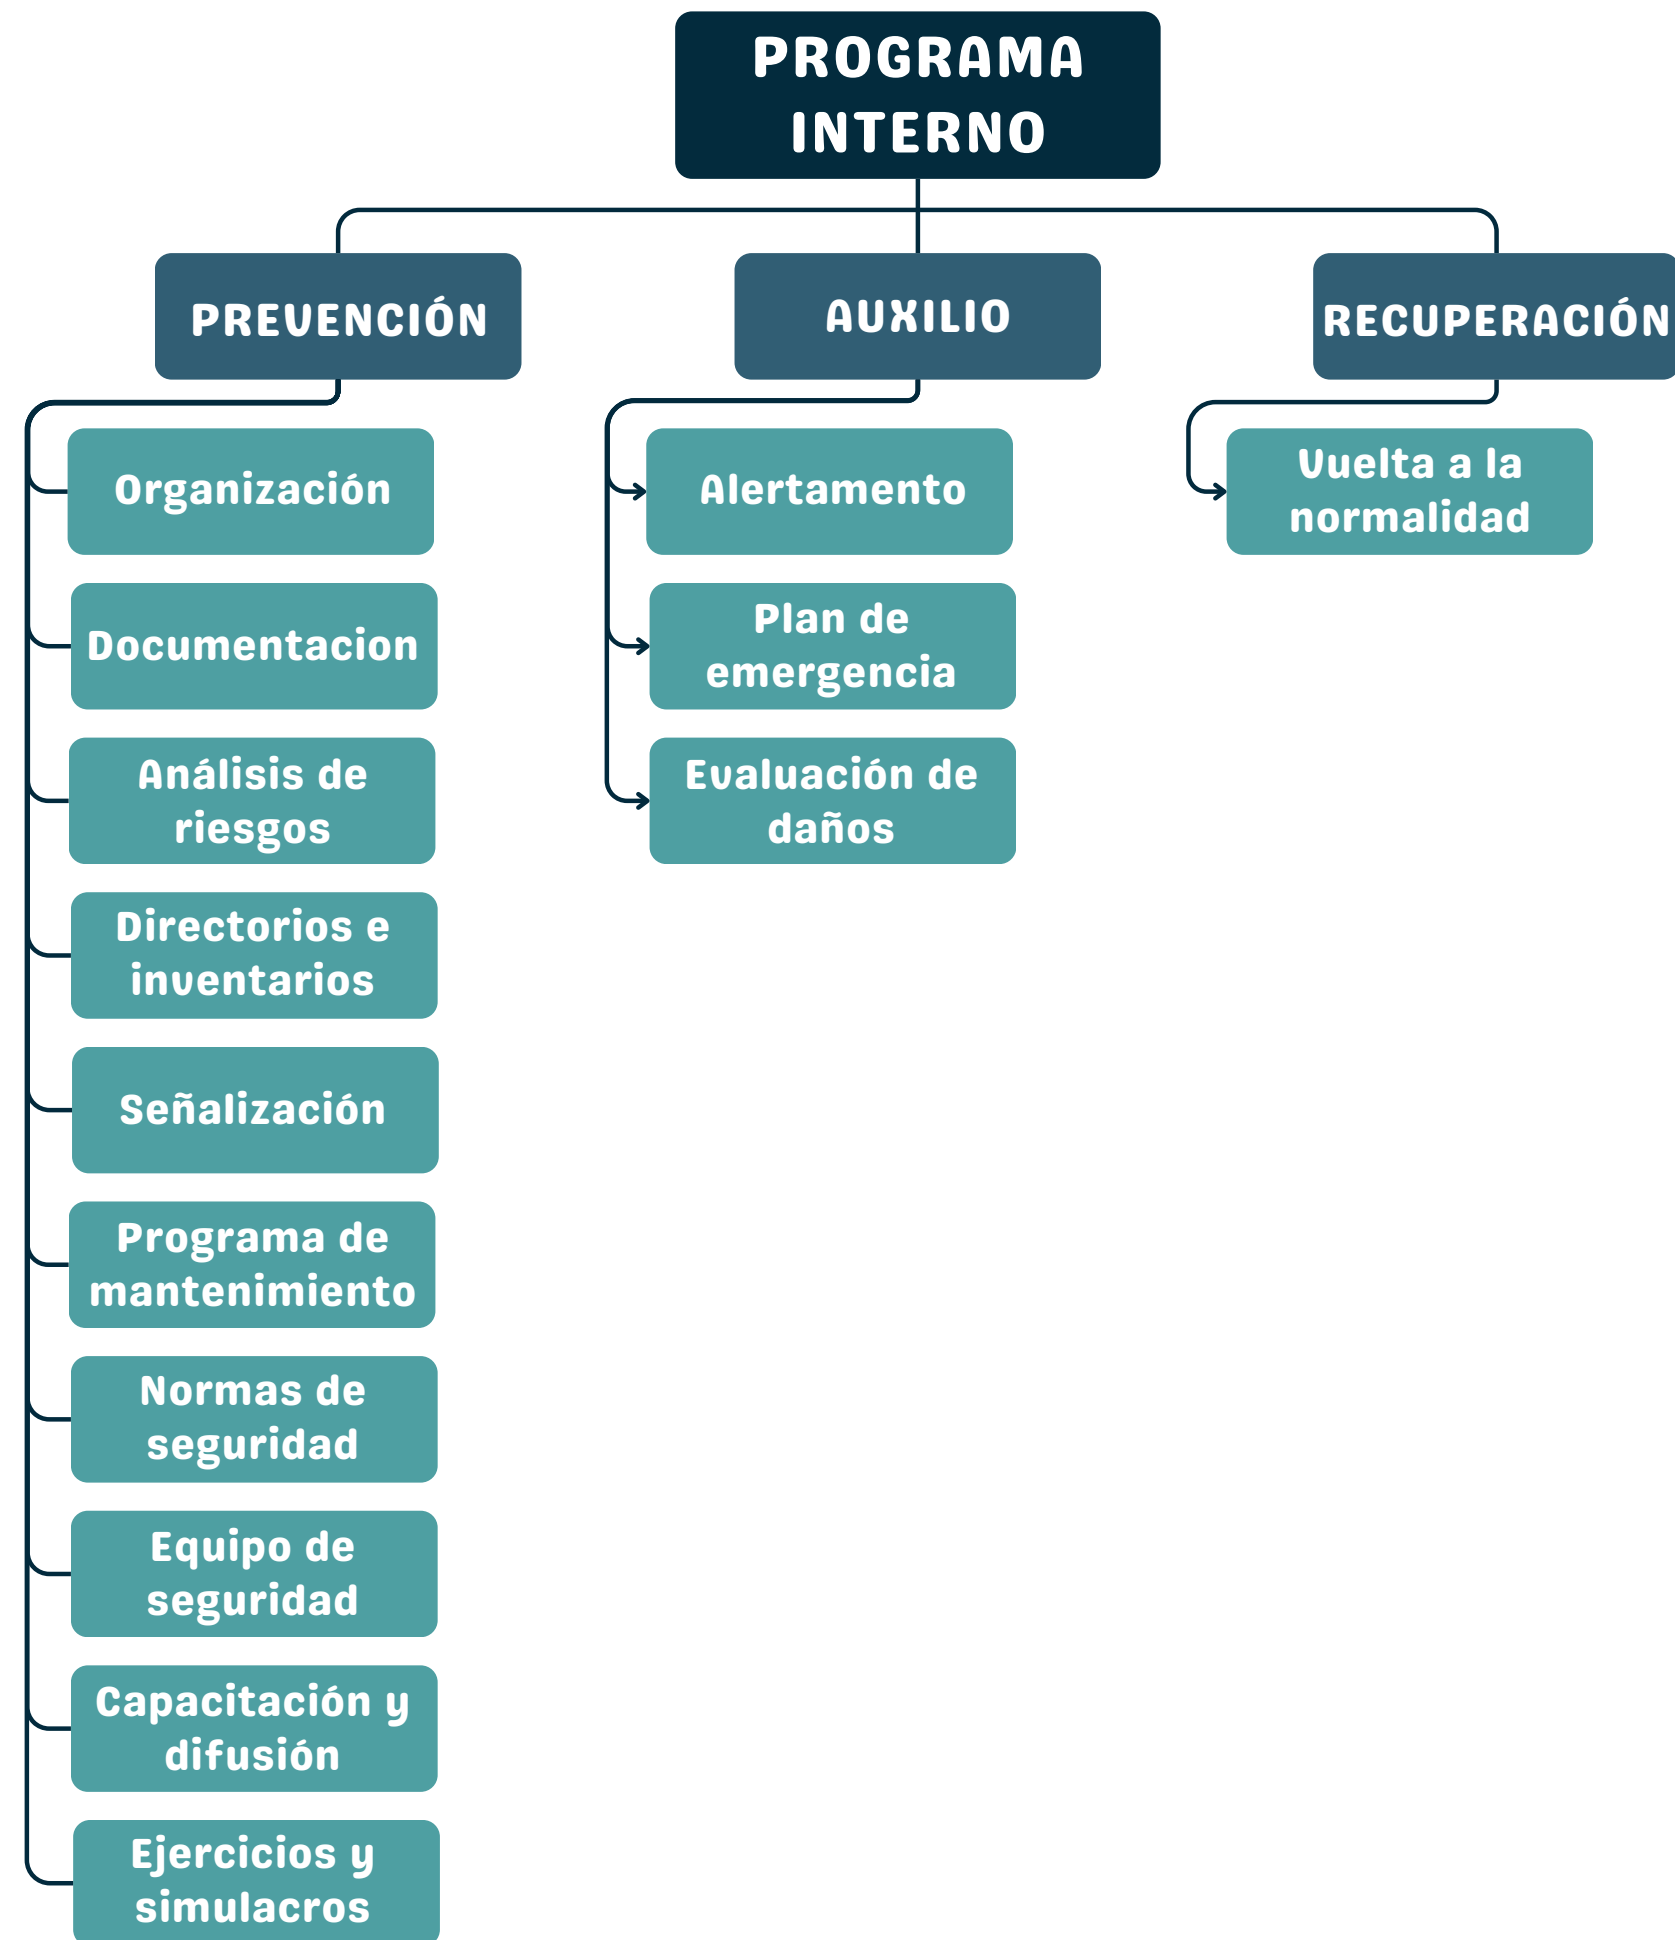 PROGRAMA
INTERNO
PREVENCIÓN
AUXILIO
RECUPERACIÓN
Organización
Documentacion
Análisis de
riesgos
Directorios e
inventarios
Señalización
Programa de
mantenimiento
Normas de
seguridad
Equipo de
seguridad
Capacitación y
difusión
Ejercicios y
simulacros
Alertamento
Plan de
emergencia
Evaluación de
daños
Vuelta a la
normalidad